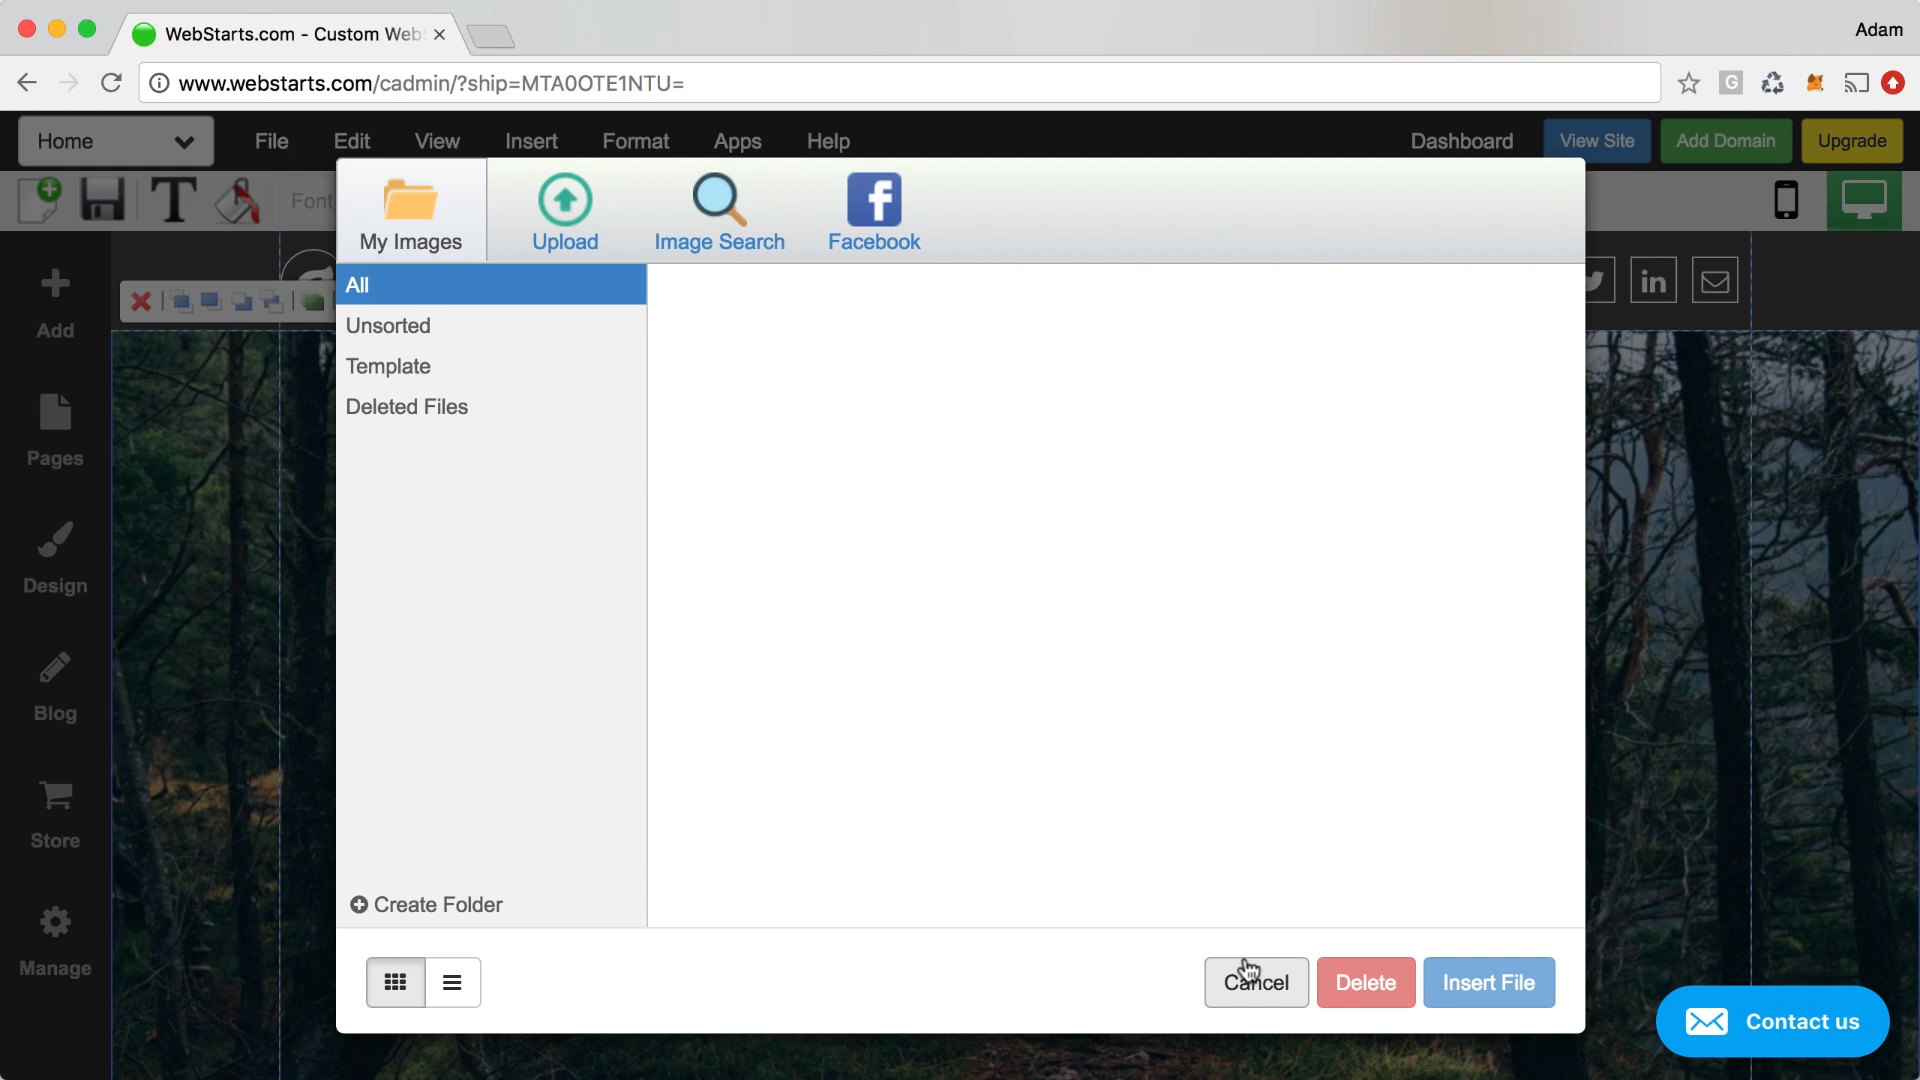 WebStarts.com - Custom Web
Adam
www.webstarts.com/cadmin/?ship=MTA0OTE1NTU=
Home
File
Edit
View
Insert
Format
Apps
Help
Dashboard
View Site
Add Domain
Upgrade
T
Font
My Images
Upload
Image Search
Facebook
All
Unsorted
Template
Deleted Files
in
Add
Pages
Design
Blog
Store
Manage
Create Folder
Cancel
Delete
Insert File
Contact us